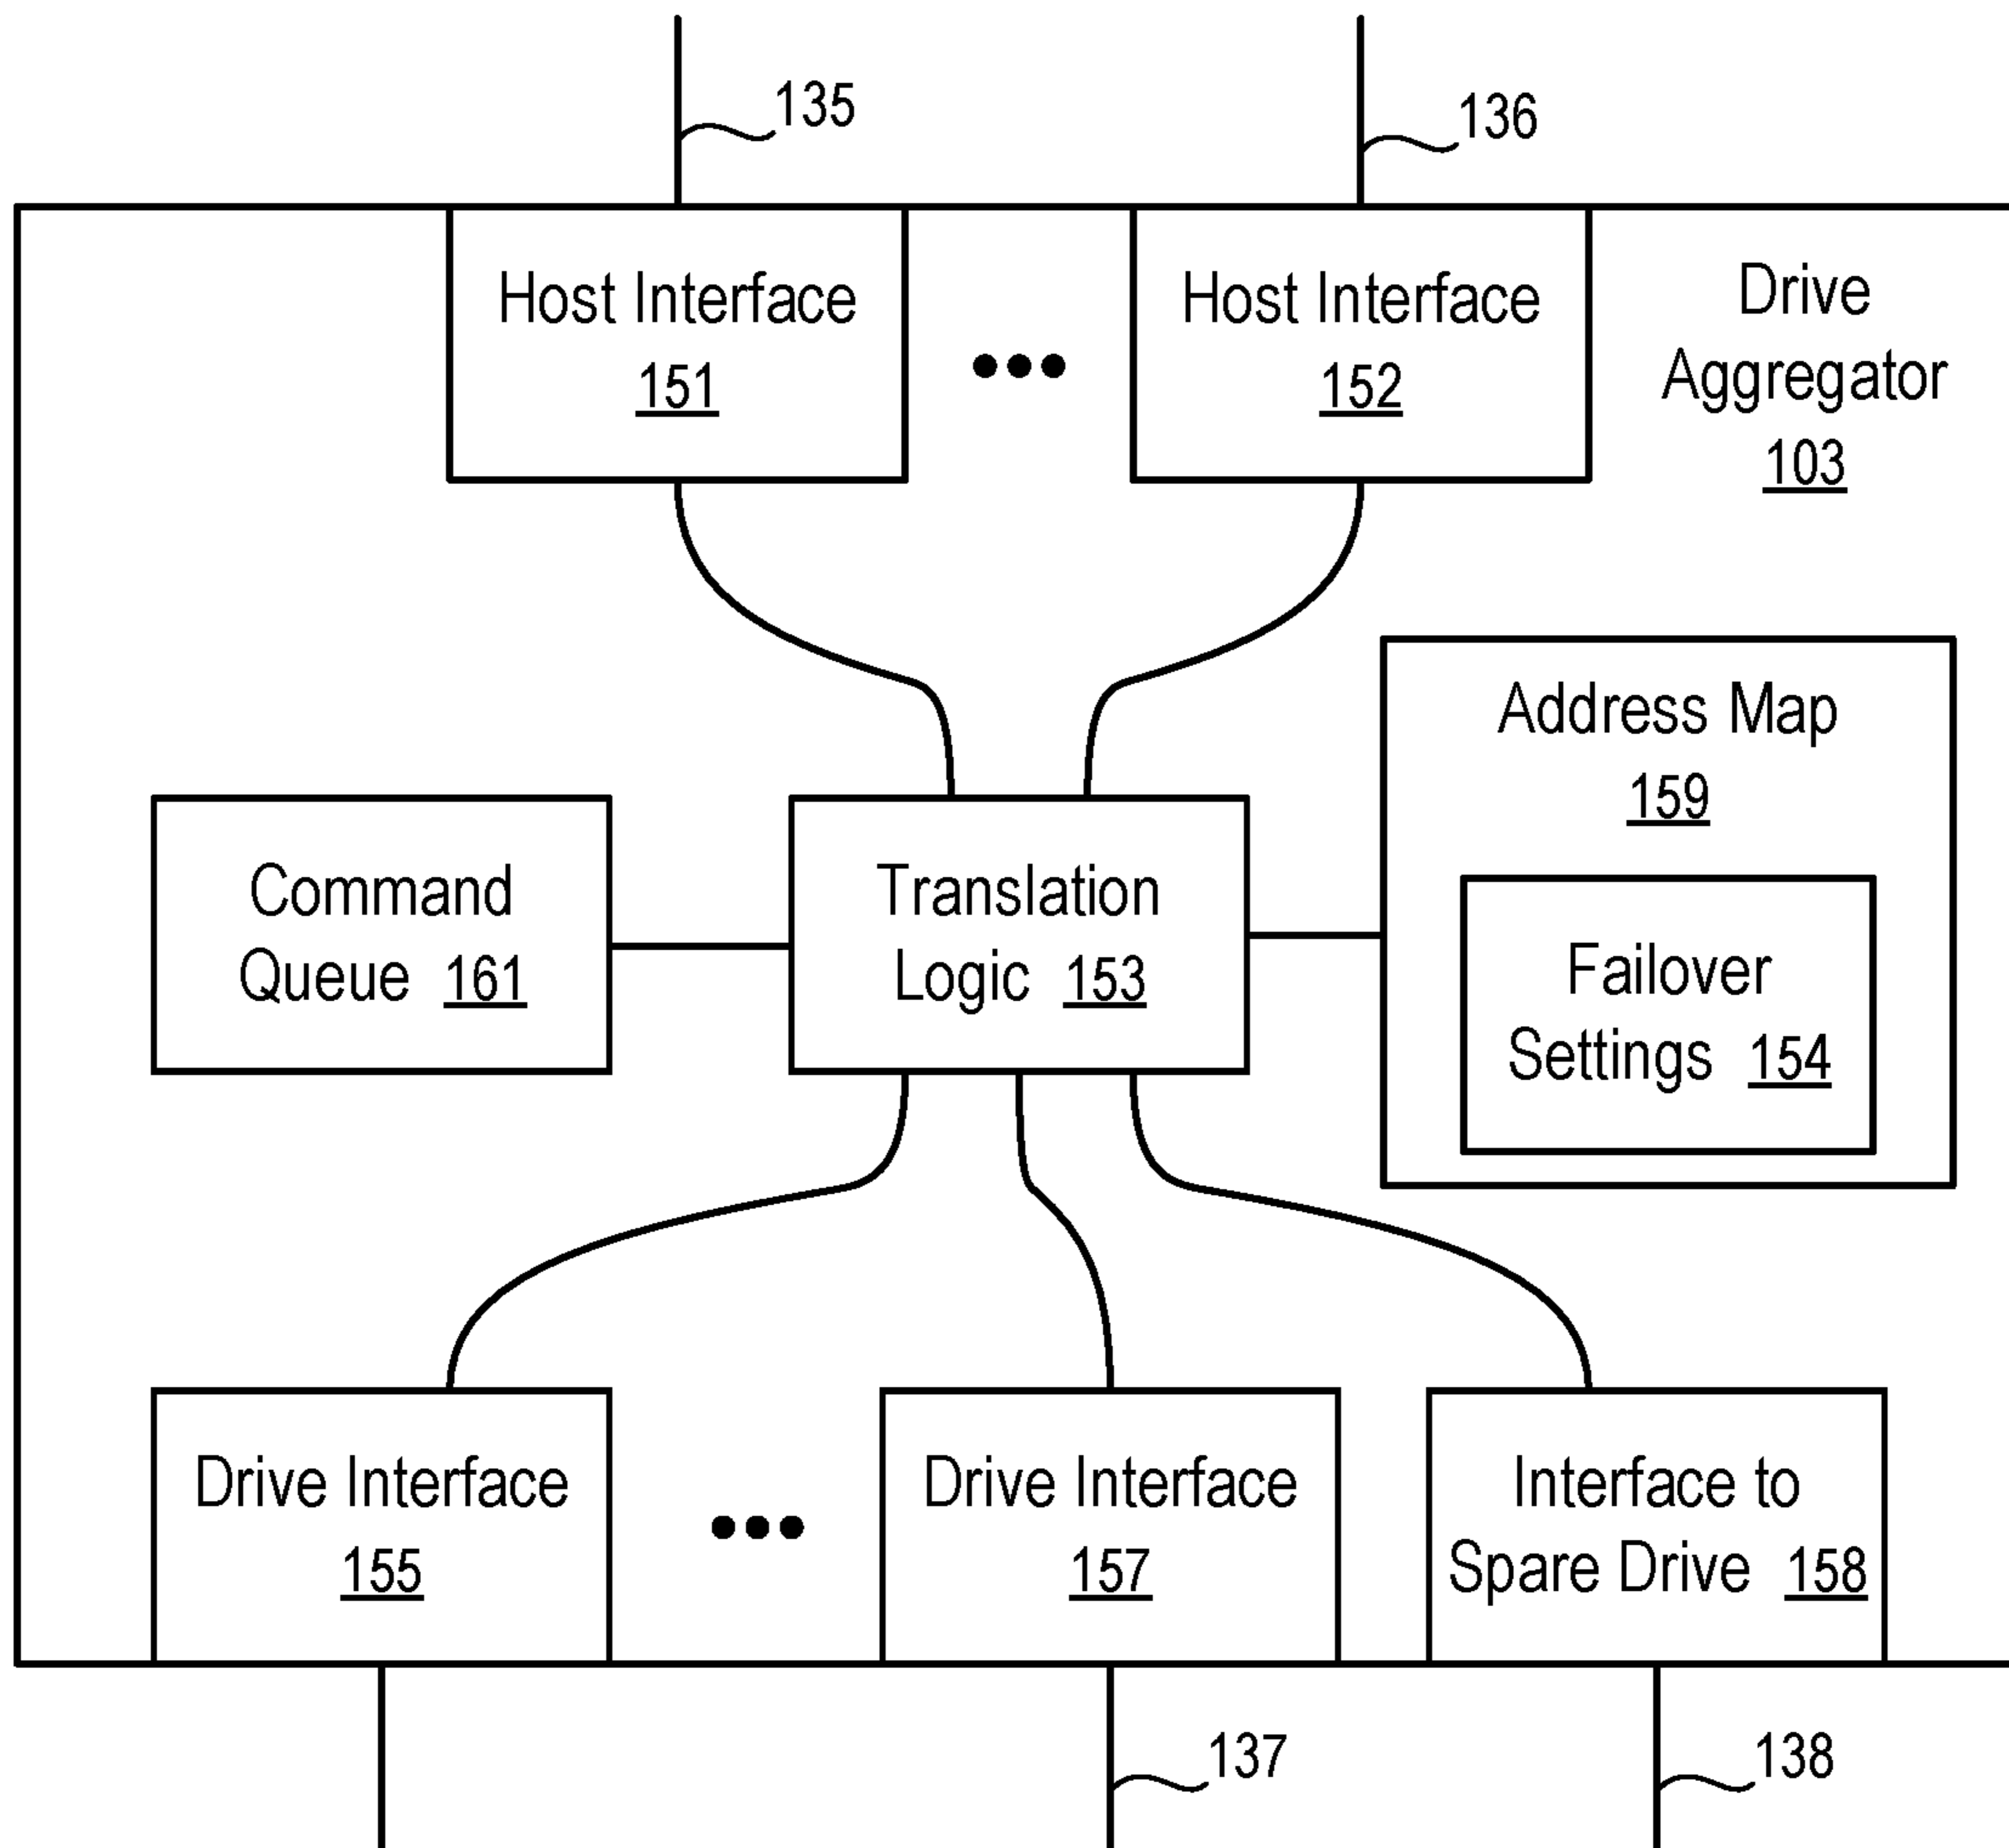 135
136
Host Interface
151
Host Interface
152
Drive
Aggregator
103
Address Map
159
Command
Queue 161
Translation
Logic 153
Failover
Settings 154
Drive Interface
155
Drive Interface
157
Interface to
Spare Drive 158
137
138